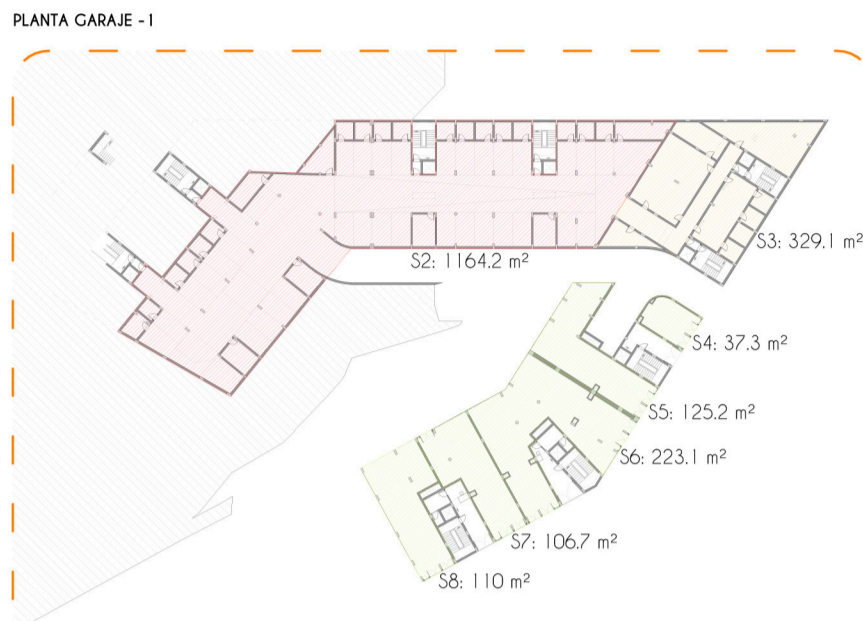 PLANTA GARAJE -1
S3: 329.1 m²
S2: 1164.2 m²
S4: 37.3 m²
S5: 125.2 m²
S6: 223.1 m²
S7: 106.7 m²
S8: 110 m²